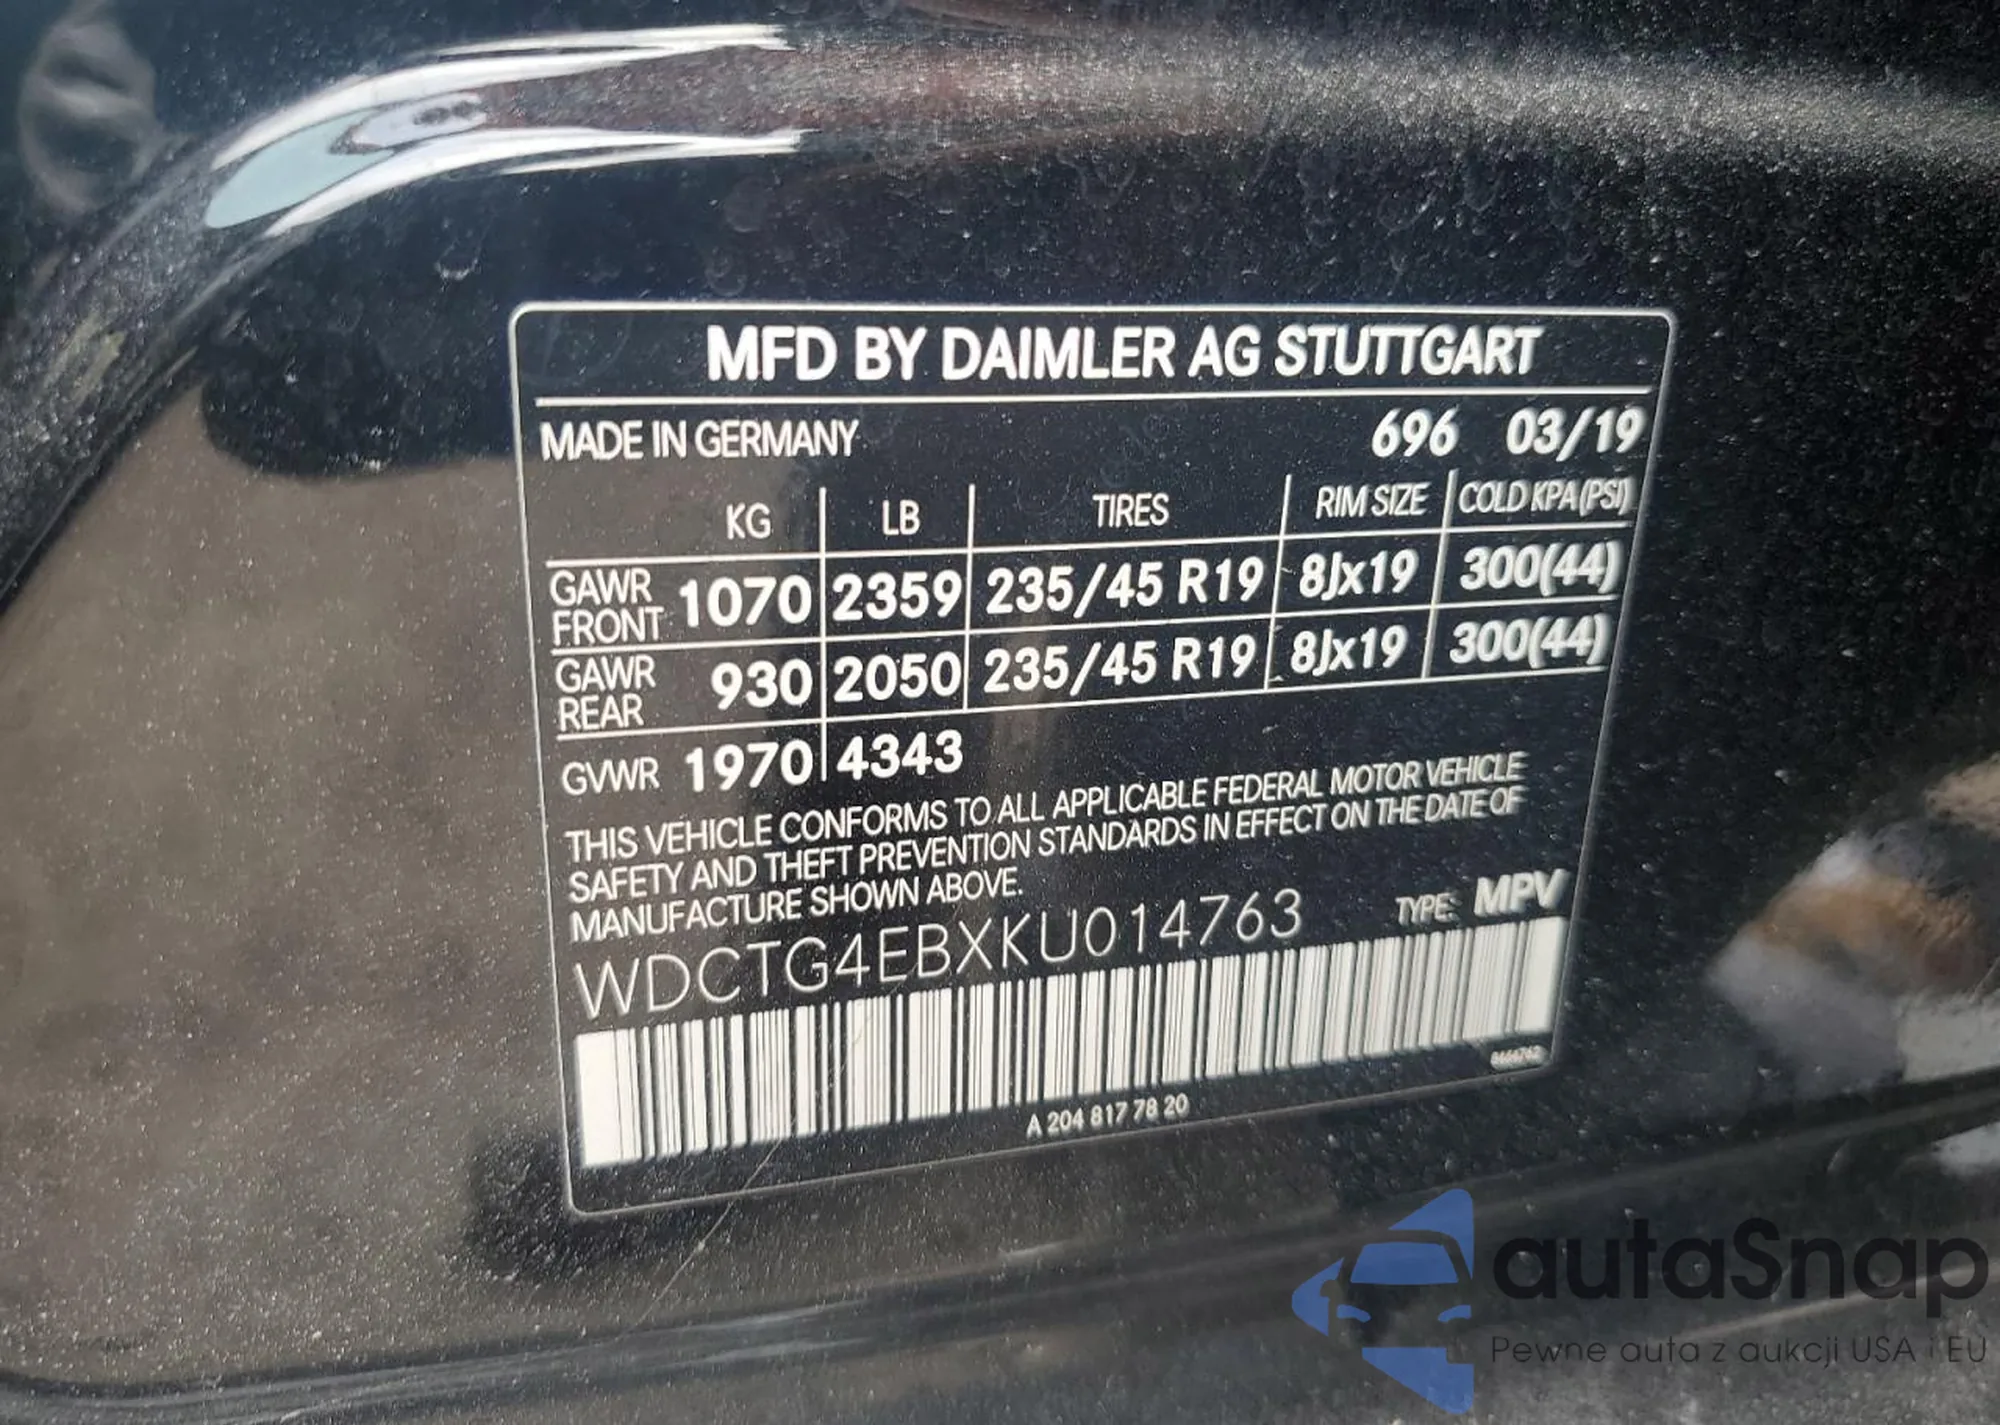 MFD BY DAIMLER AG STUTTGART
MADE IN GERMANY 696 03/19
KG LB TIRES RIM SIZE COLD KPA(PSI)
GAWR FRONT 1070 2359 235/45 R19 8Jx19 300(44)
GAWR REAR 930 2050 235/45 R19 8Jx19 300(44)
GVWR 1970 4343
THIS VEHICLE CONFORMS TO ALL APPLICABLE FEDERAL MOTOR VEHICLE
SAFETY AND THEFT PREVENTION STANDARDS IN EFFECT ON THE DATE OF
MANUFACTURE SHOWN ABOVE.
WDCTG4EBXKU014763 TYPE: MPV
A 204 817 78 20
autaSnap
Pewne auta z aukcji USA i EU